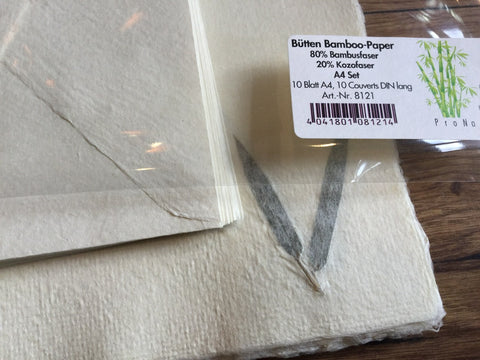 Bütten Bamboo-Paper
80% Bambusfaser
20% Kozofaser
A4 Set
10 Blatt A4, 10 Couverts DIN lang
Art.-Nr. 8121
4 041801 081214